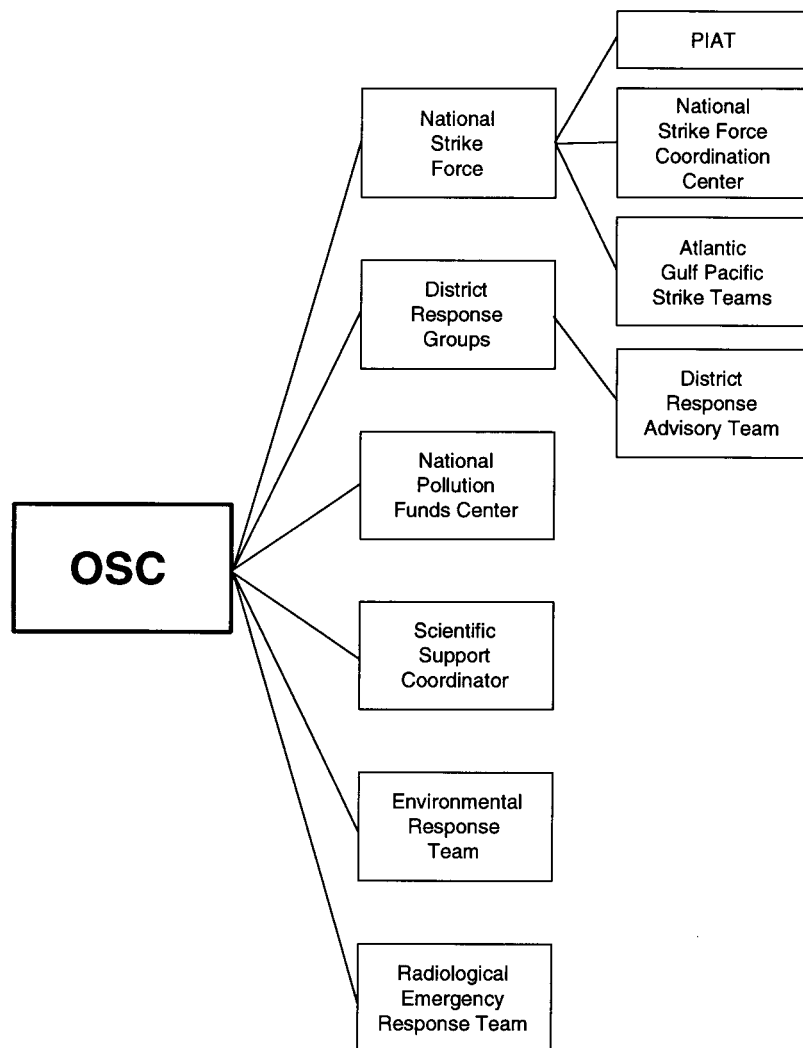 PIAT
National
Strike
Force
National
Strike Force
Coordination
Center
Atlantic
Gulf Pacific
Strike Teams
District
Response
Groups
District
Response
Advisory Team
National
Pollution
Funds Center
OSC
Scientific
Support
Coordinator
Environmental
Response
Team
Radiological
Emergency
Response Team